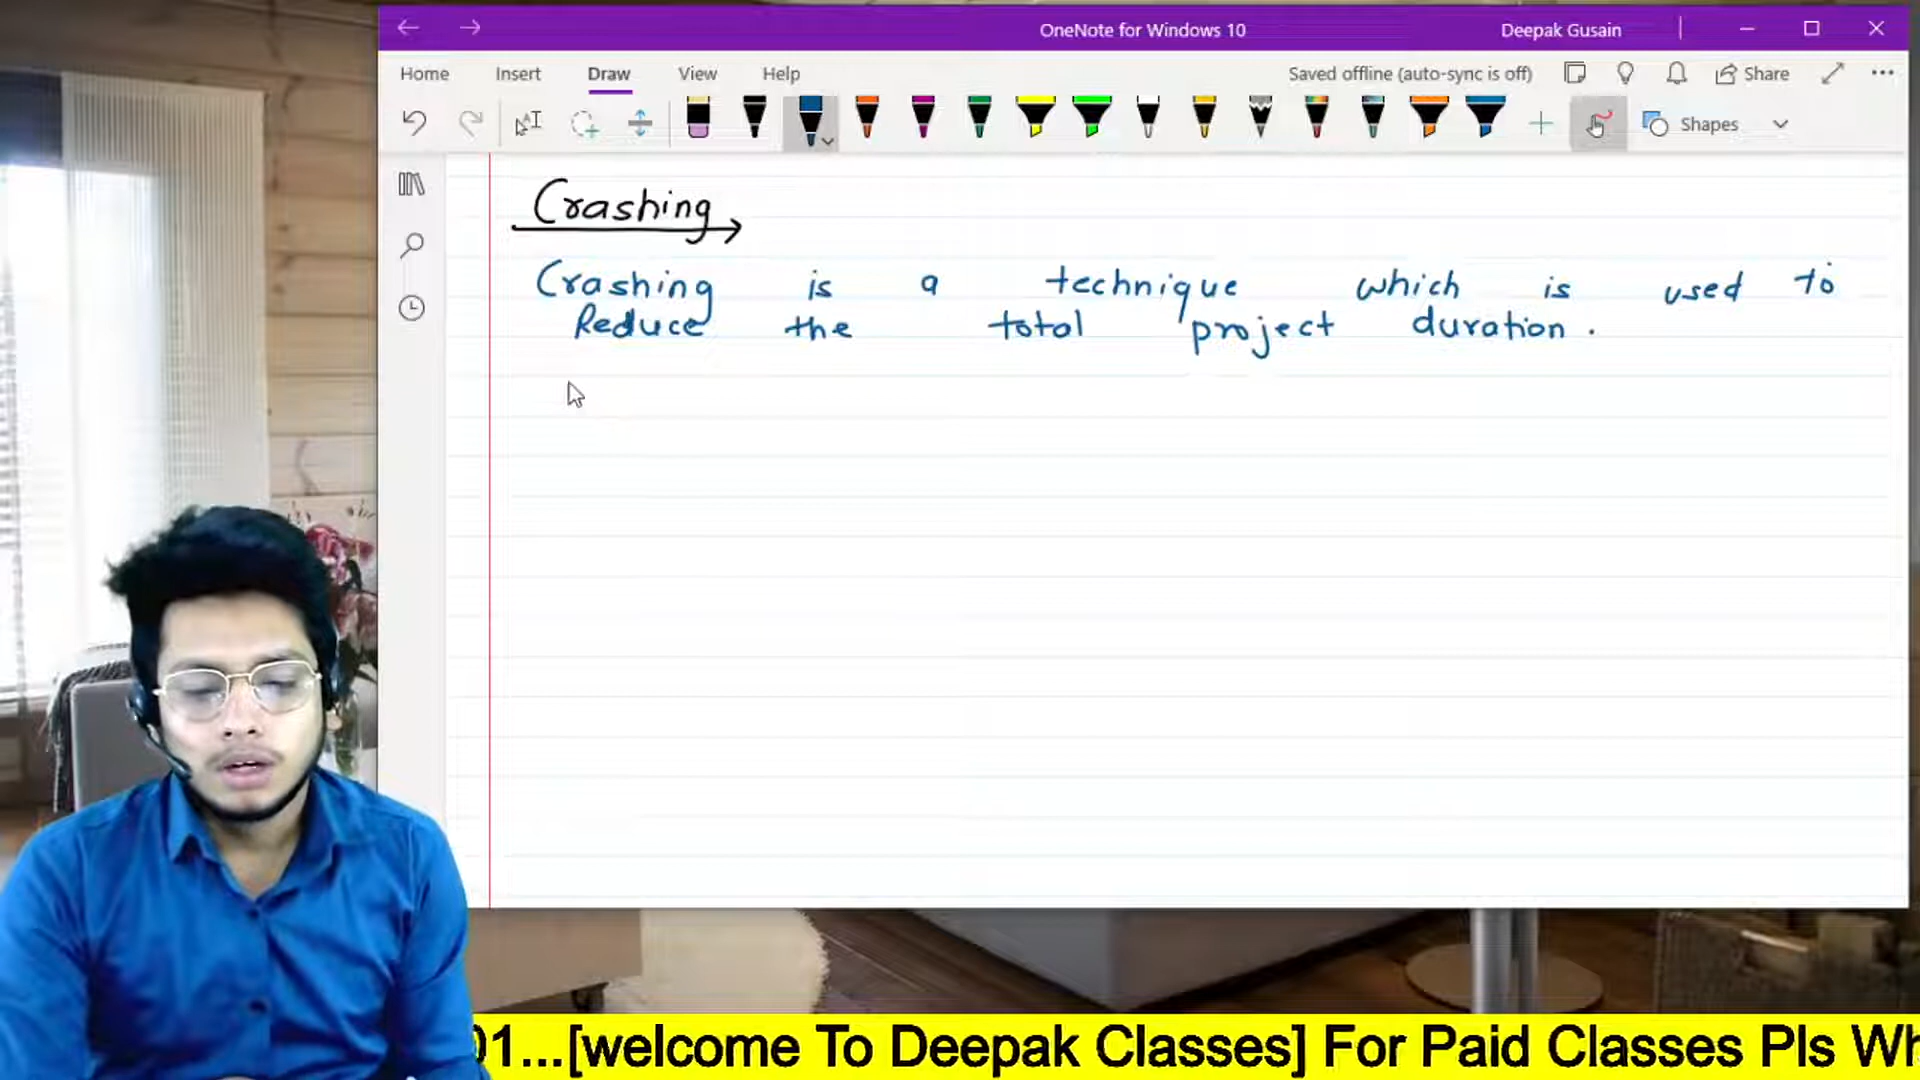 OneNote for Windows 10
Deepak Gusain
Home Insert Draw View Help
Saved offline (auto-sync is off)
Share
Shapes
Crashing
Crashing is a technique which is used to
Reduce the total project duration.
01...[welcome To Deepak Classes] For Paid Classes Pls Wh